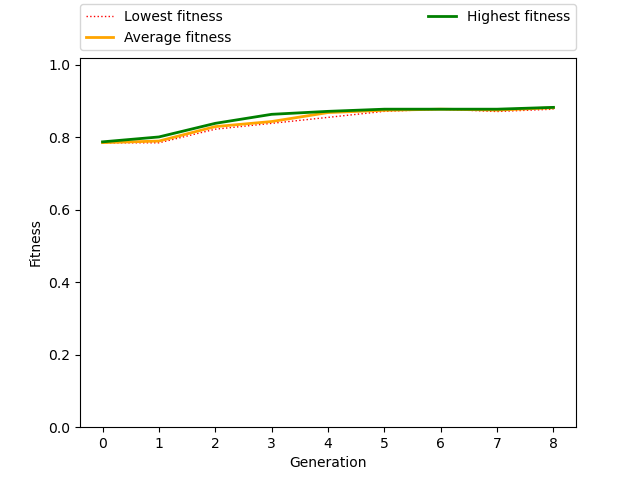 Lowest fitness
Average fitness
Highest fitness
1.0
0.8
0.6
0.4
0.2
0.0
Fitness
0 1 2 3 4 5 6 7 8
Generation